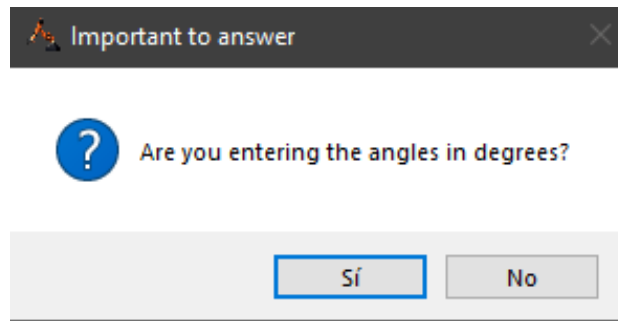 Important to answer
Are you entering the angles in degrees?
Sí No